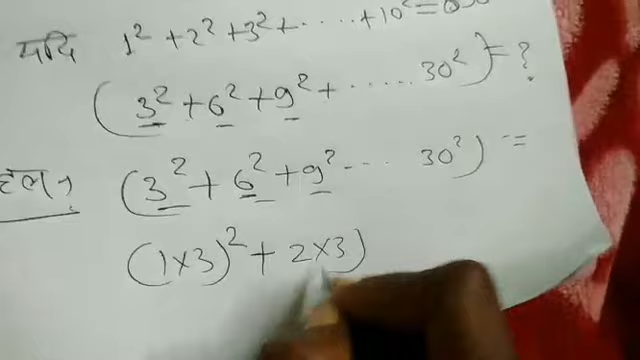 यदि 1² + 2² + 3² + ..... + 10² =
(3² + 6² + 9² + ...... 30²) = ?
हल: (3² + 6² + 9² ... 30²) =
(1×3)² + 2×3)